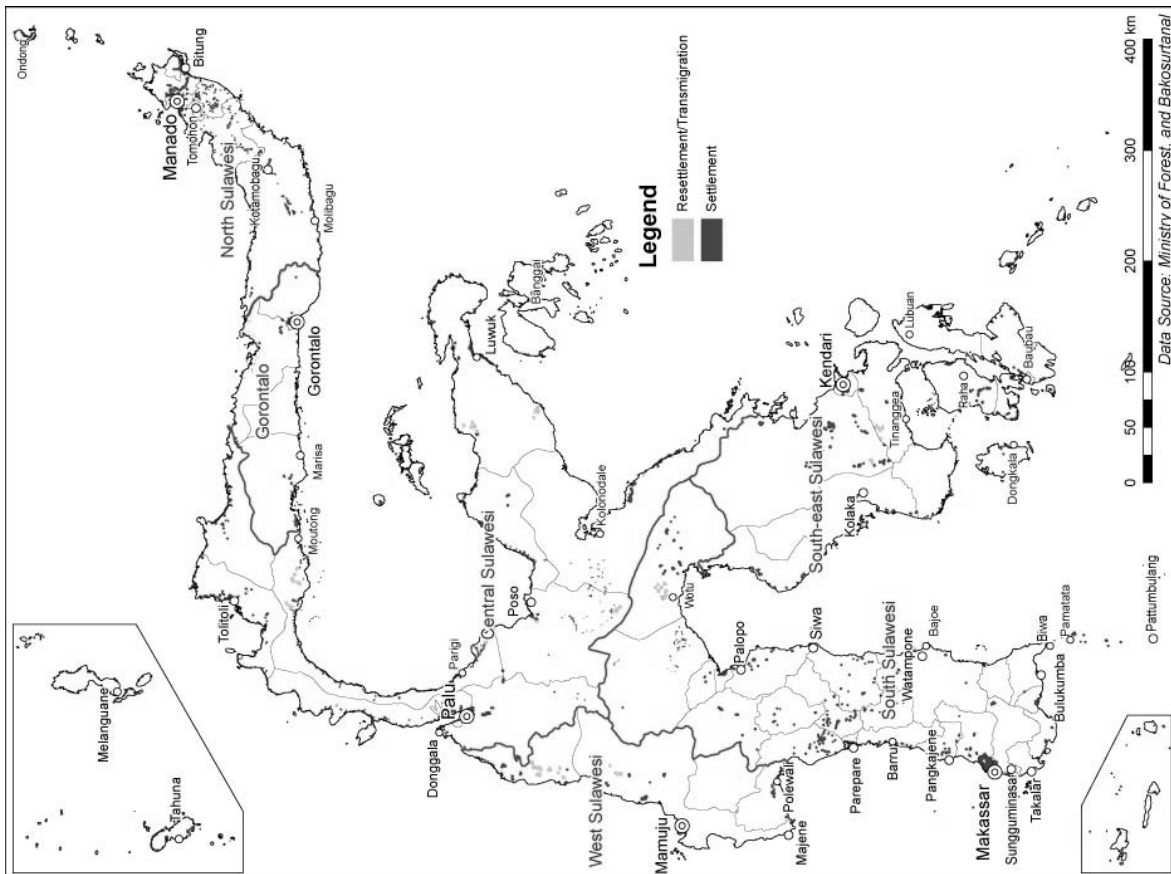 Ondong
Bitung
Manado
Tomohon
North Sulawesi
Kotamobagu
Molibagu
Gorontalo
Gorontalo
Marisa
Moutong
Tolitoli
Melanguane
Tahuna
Legend
Resettlement/Transmigration
Settlement
Banggai
Luwuk
Central Sulawesi
Poso
Kolonodale
Parigi
Palu
Donggala
West Sulawesi
Mamuju
Majene
Polewali
Wotu
Palopo
Siwa
South Sulawesi
Watampone
Bajoe
Parepare
Barru
Pangkajene
Makassar
Sungguminasan
Takalar
Bulukumba
Biwa
Pamatata
Pattumbulang
South-east Sulawesi
Kolaka
Kendari
Tinanggea
Lubuan
Raha
Baubau
Dongkala
0 50 100 200 300 400 km
Data Source: Ministry of Forest, and Bakosurtanal